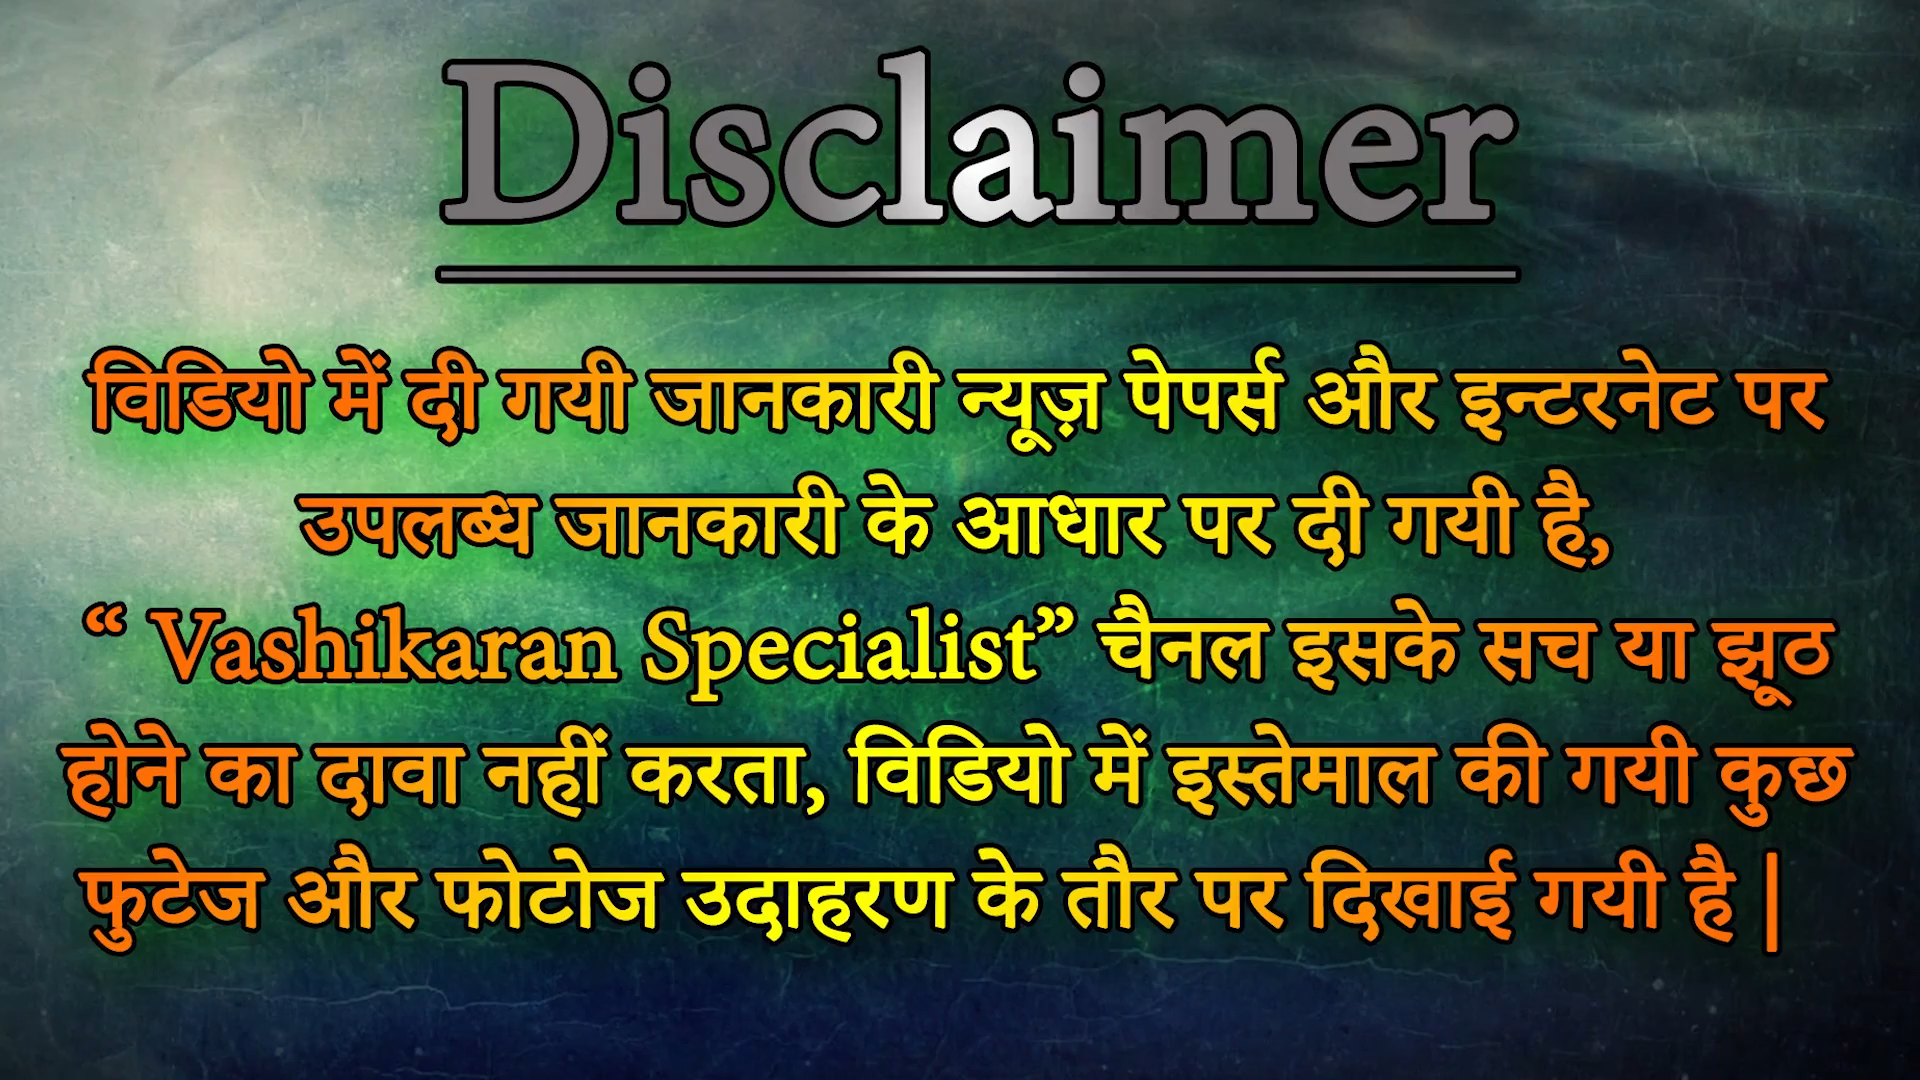 Disclaimer
विडियो में दी गयी जानकारी न्यूज़ पेपर्स और इन्टरनेट पर
उपलब्ध जानकारी के आधार पर दी गयी है,
“ Vashikaran Specialist” चैनल इसके सच या झूठ
होने का दावा नहीं करता, विडियो में इस्तेमाल की गयी कुछ
फुटेज और फोटोज उदाहरण के तौर पर दिखाई गयी है |